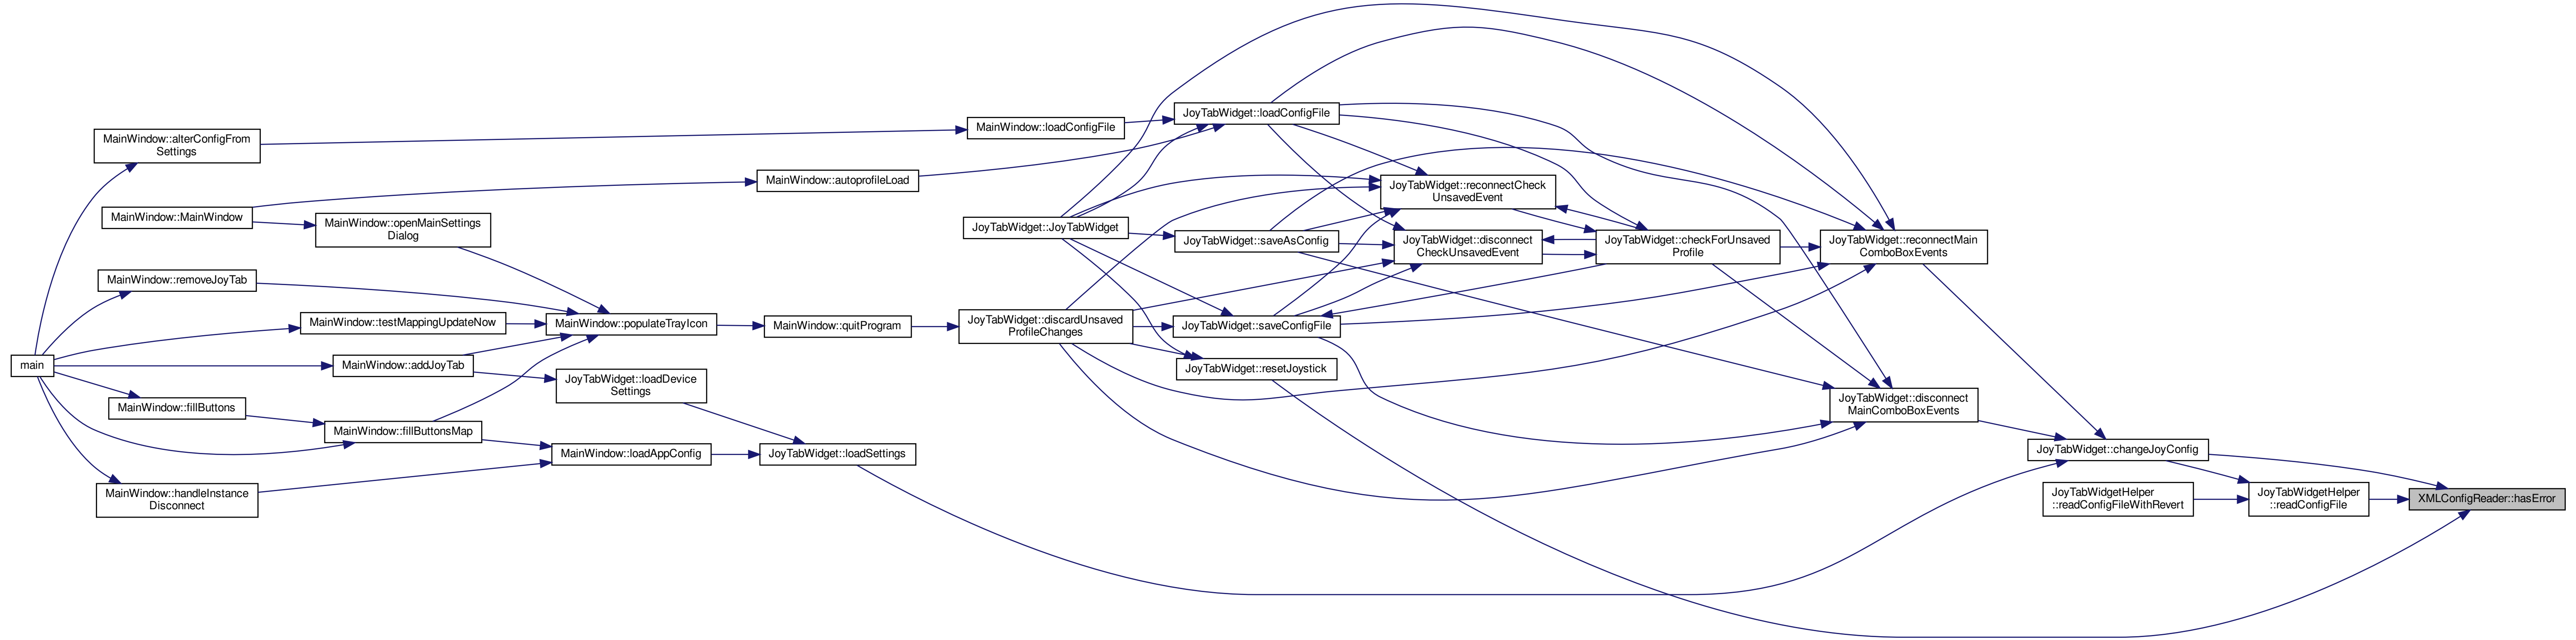 main
MainWindow::alterConfigFrom
Settings
MainWindow::MainWindow
MainWindow::removeJoyTab
MainWindow::fillButtons
MainWindow::handleInstance
Disconnect
MainWindow::openMainSettings
Dialog
MainWindow::testMappingUpdateNow
MainWindow::addJoyTab
MainWindow::fillButtonsMap
MainWindow::populateTrayIcon
JoyTabWidget::loadDevice
Settings
MainWindow::loadAppConfig
MainWindow::autoprofileLoad
MainWindow::quitProgram
JoyTabWidget::loadSettings
MainWindow::loadConfigFile
JoyTabWidget::JoyTabWidget
JoyTabWidget::discardUnsaved
ProfileChanges
JoyTabWidget::loadConfigFile
JoyTabWidget::saveAsConfig
JoyTabWidget::saveConfigFile
JoyTabWidget::resetJoystick
JoyTabWidget::reconnectCheck
UnsavedEvent
JoyTabWidget::disconnect
CheckUnsavedEvent
JoyTabWidget::checkForUnsaved
Profile
JoyTabWidget::reconnectMain
ComboBoxEvents
JoyTabWidget::disconnect
MainComboBoxEvents
JoyTabWidget::changeJoyConfig
JoyTabWidgetHelper
::readConfigFileWithRevert
JoyTabWidgetHelper
::readConfigFile
XMLConfigReader::hasError